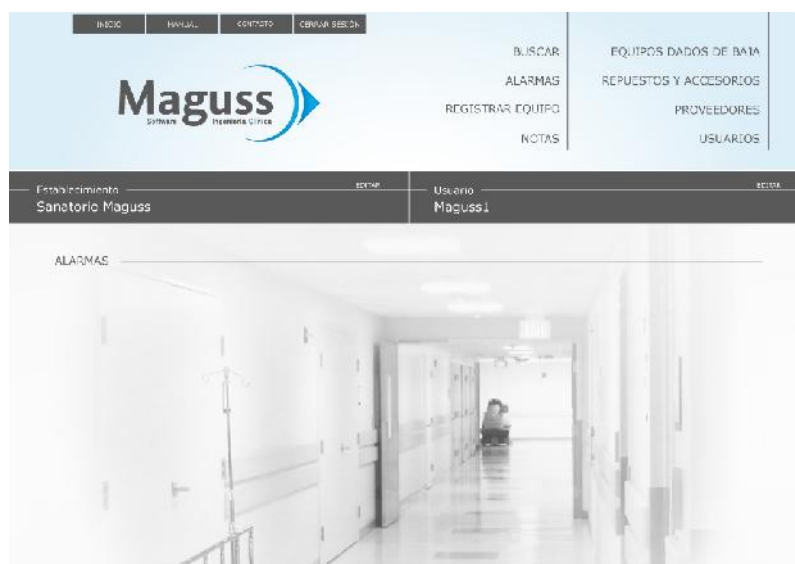 INICIO MANUAL CONTACTO CERRAR SESIÓN
Maguss
Software Ingeniería Clínica
BUSCAR
ALARMAS
REGISTRAR EQUIPO
NOTAS
EQUIPOS DADOS DE BAJA
REPUESTOS Y ACCESORIOS
PROVEEDORES
USUARIOS
Establecimiento EDITAR
Sanatorio Maguss
Usuario EDITAR
Maguss1
ALARMAS